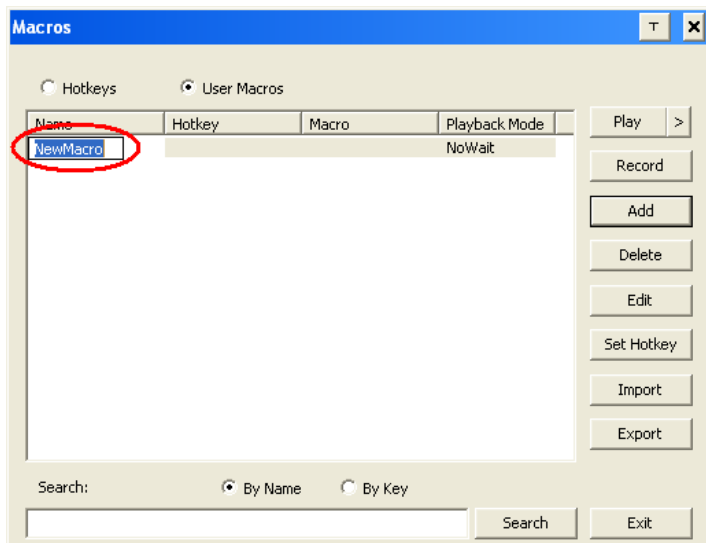 Macros
Hotkeys User Macros
Name Hotkey Macro Playback Mode
NewMacro NoWait
Play >
Record
Add
Delete
Edit
Set Hotkey
Import
Export
Search: By Name By Key
Search Exit